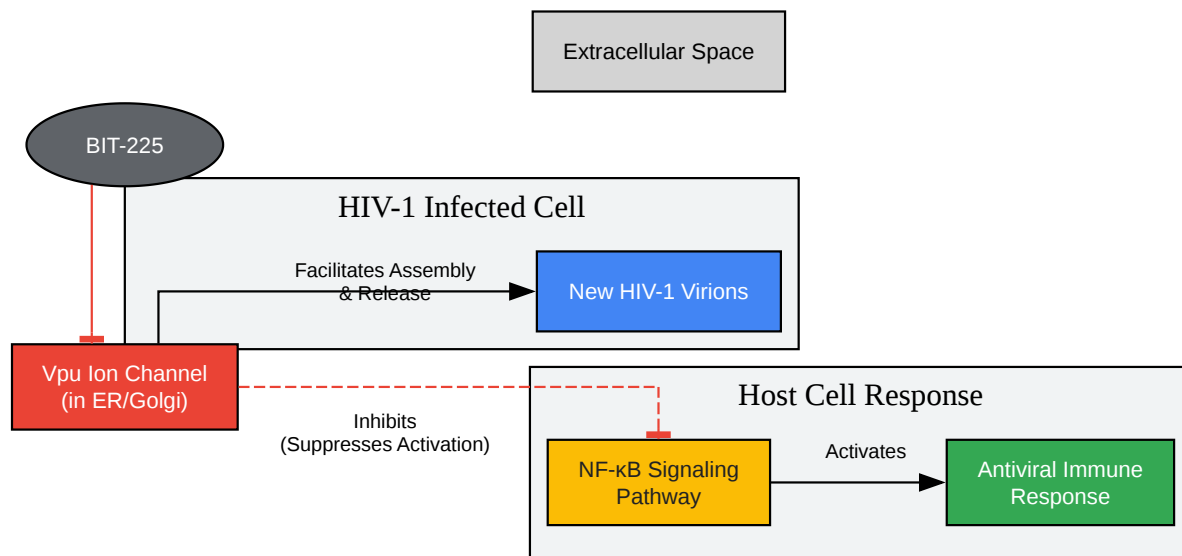 Extracellular Space
BIT-225
HIV-1 Infected Cell
Facilitates Assembly
& Release
New HIV-1 Virions
Vpu Ion Channel
(in ER/Golgi)
Inhibits
(Suppresses Activation)
Host Cell Response
NF-κB Signaling
Pathway
Activates
Antiviral Immune
Response